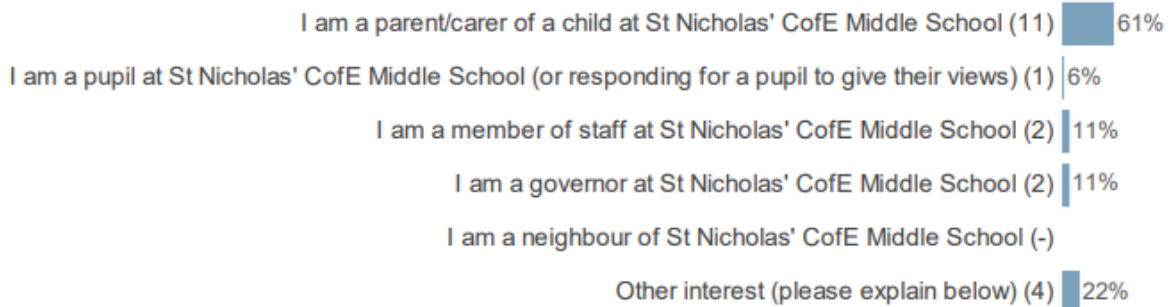 I am a parent/carer of a child at St Nicholas' CofE Middle School (11) 61%
I am a pupil at St Nicholas' CofE Middle School (or responding for a pupil to give their views) (1) 6%
I am a member of staff at St Nicholas' CofE Middle School (2) 11%
I am a governor at St Nicholas' CofE Middle School (2) 11%
I am a neighbour of St Nicholas' CofE Middle School (-)
Other interest (please explain below) (4) 22%